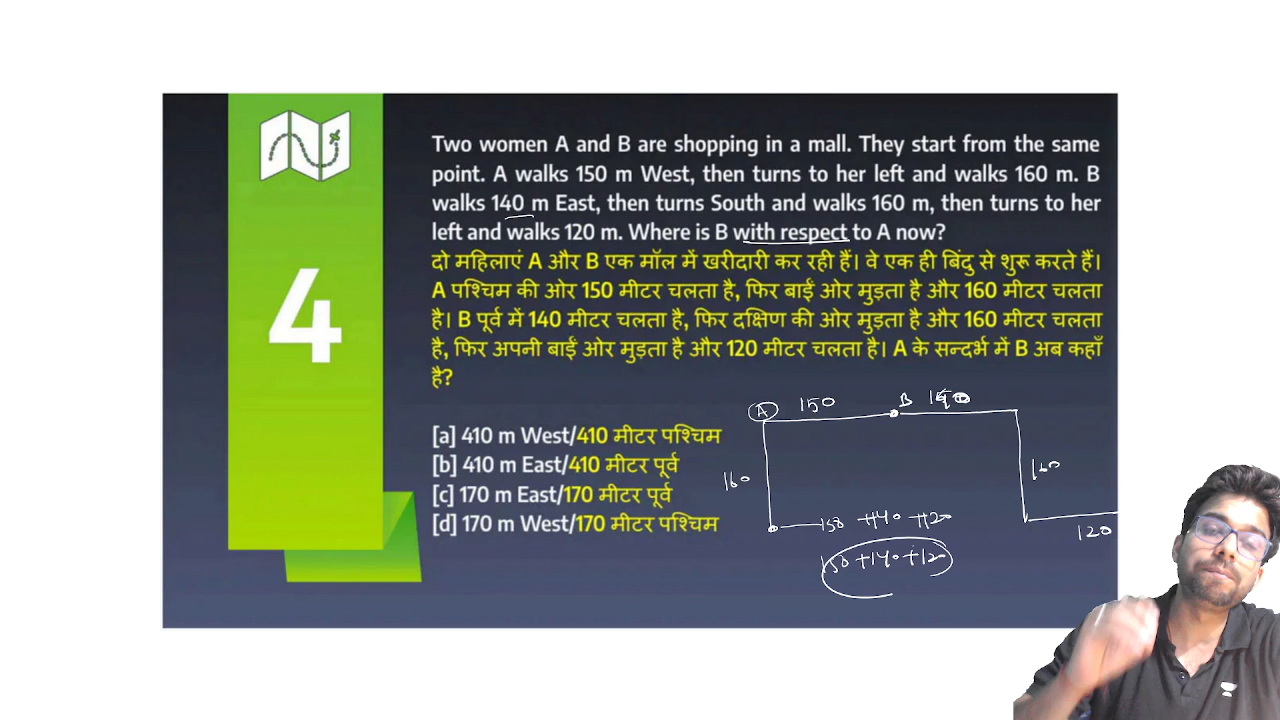 Two women A and B are shopping in a mall. They start from the same
point. A walks 150 m West, then turns to her left and walks 160 m. B
walks 140 m East, then turns South and walks 160 m, then turns to her
left and walks 120 m. Where is B with respect to A now?
दो महिलाएं A और B एक मॉल में खरीदारी कर रही हैं। वे एक ही बिंदु से शुरू करते हैं।
A पश्चिम की ओर 150 मीटर चलता है, फिर बाईं ओर मुड़ता है और 160 मीटर चलता
है। B पूर्व में 140 मीटर चलता है, फिर दक्षिण की ओर मुड़ता है और 160 मीटर चलता
है, फिर अपनी बाईं ओर मुड़ता है और 120 मीटर चलता है। A के सन्दर्भ में B अब कहाँ
है?
4
[a] 410 m West/410 मीटर पश्चिम
[b] 410 m East/410 मीटर पूर्व
[c] 170 m East/170 मीटर पूर्व
[d] 170 m West/170 मीटर पश्चिम
A 150 B
160 160
150 +140 +120
120
150+140+120